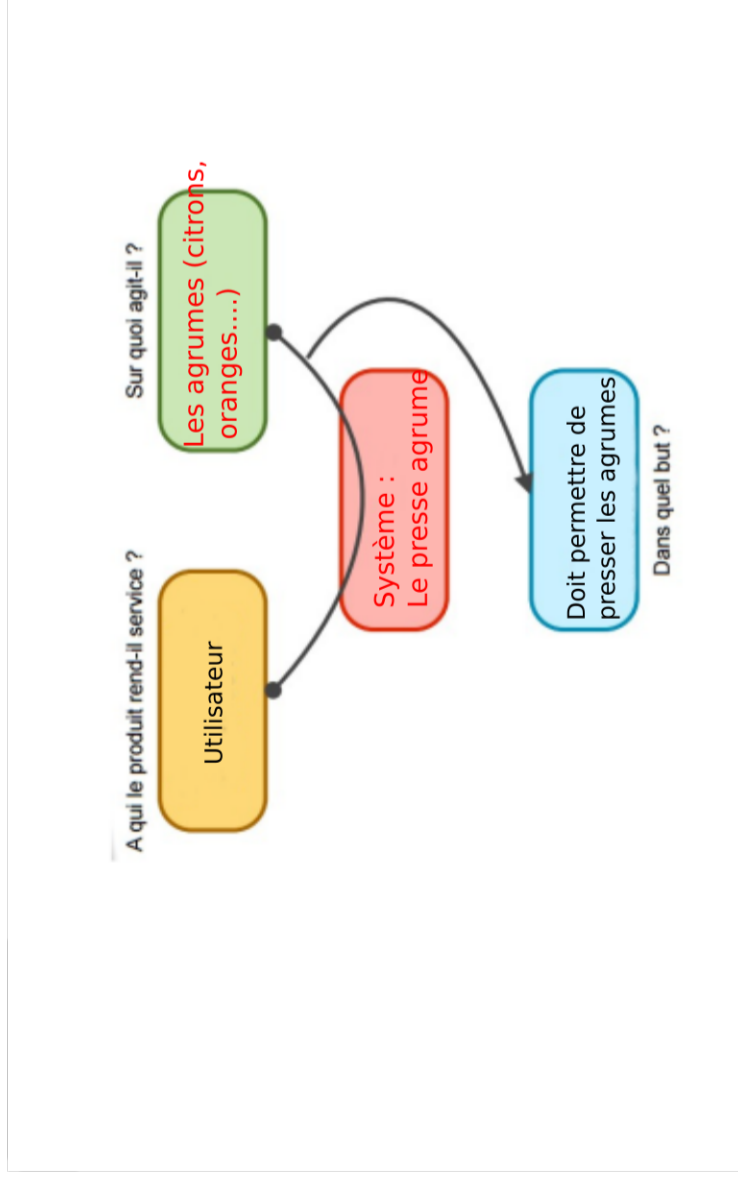 A qui le produit rend-il service ?
Sur quoi agit-il ?
Utilisateur
Les agrumes (citrons,
oranges....)
Système :
Le presse agrume
Doit permettre de
presser les agrumes
Dans quel but ?